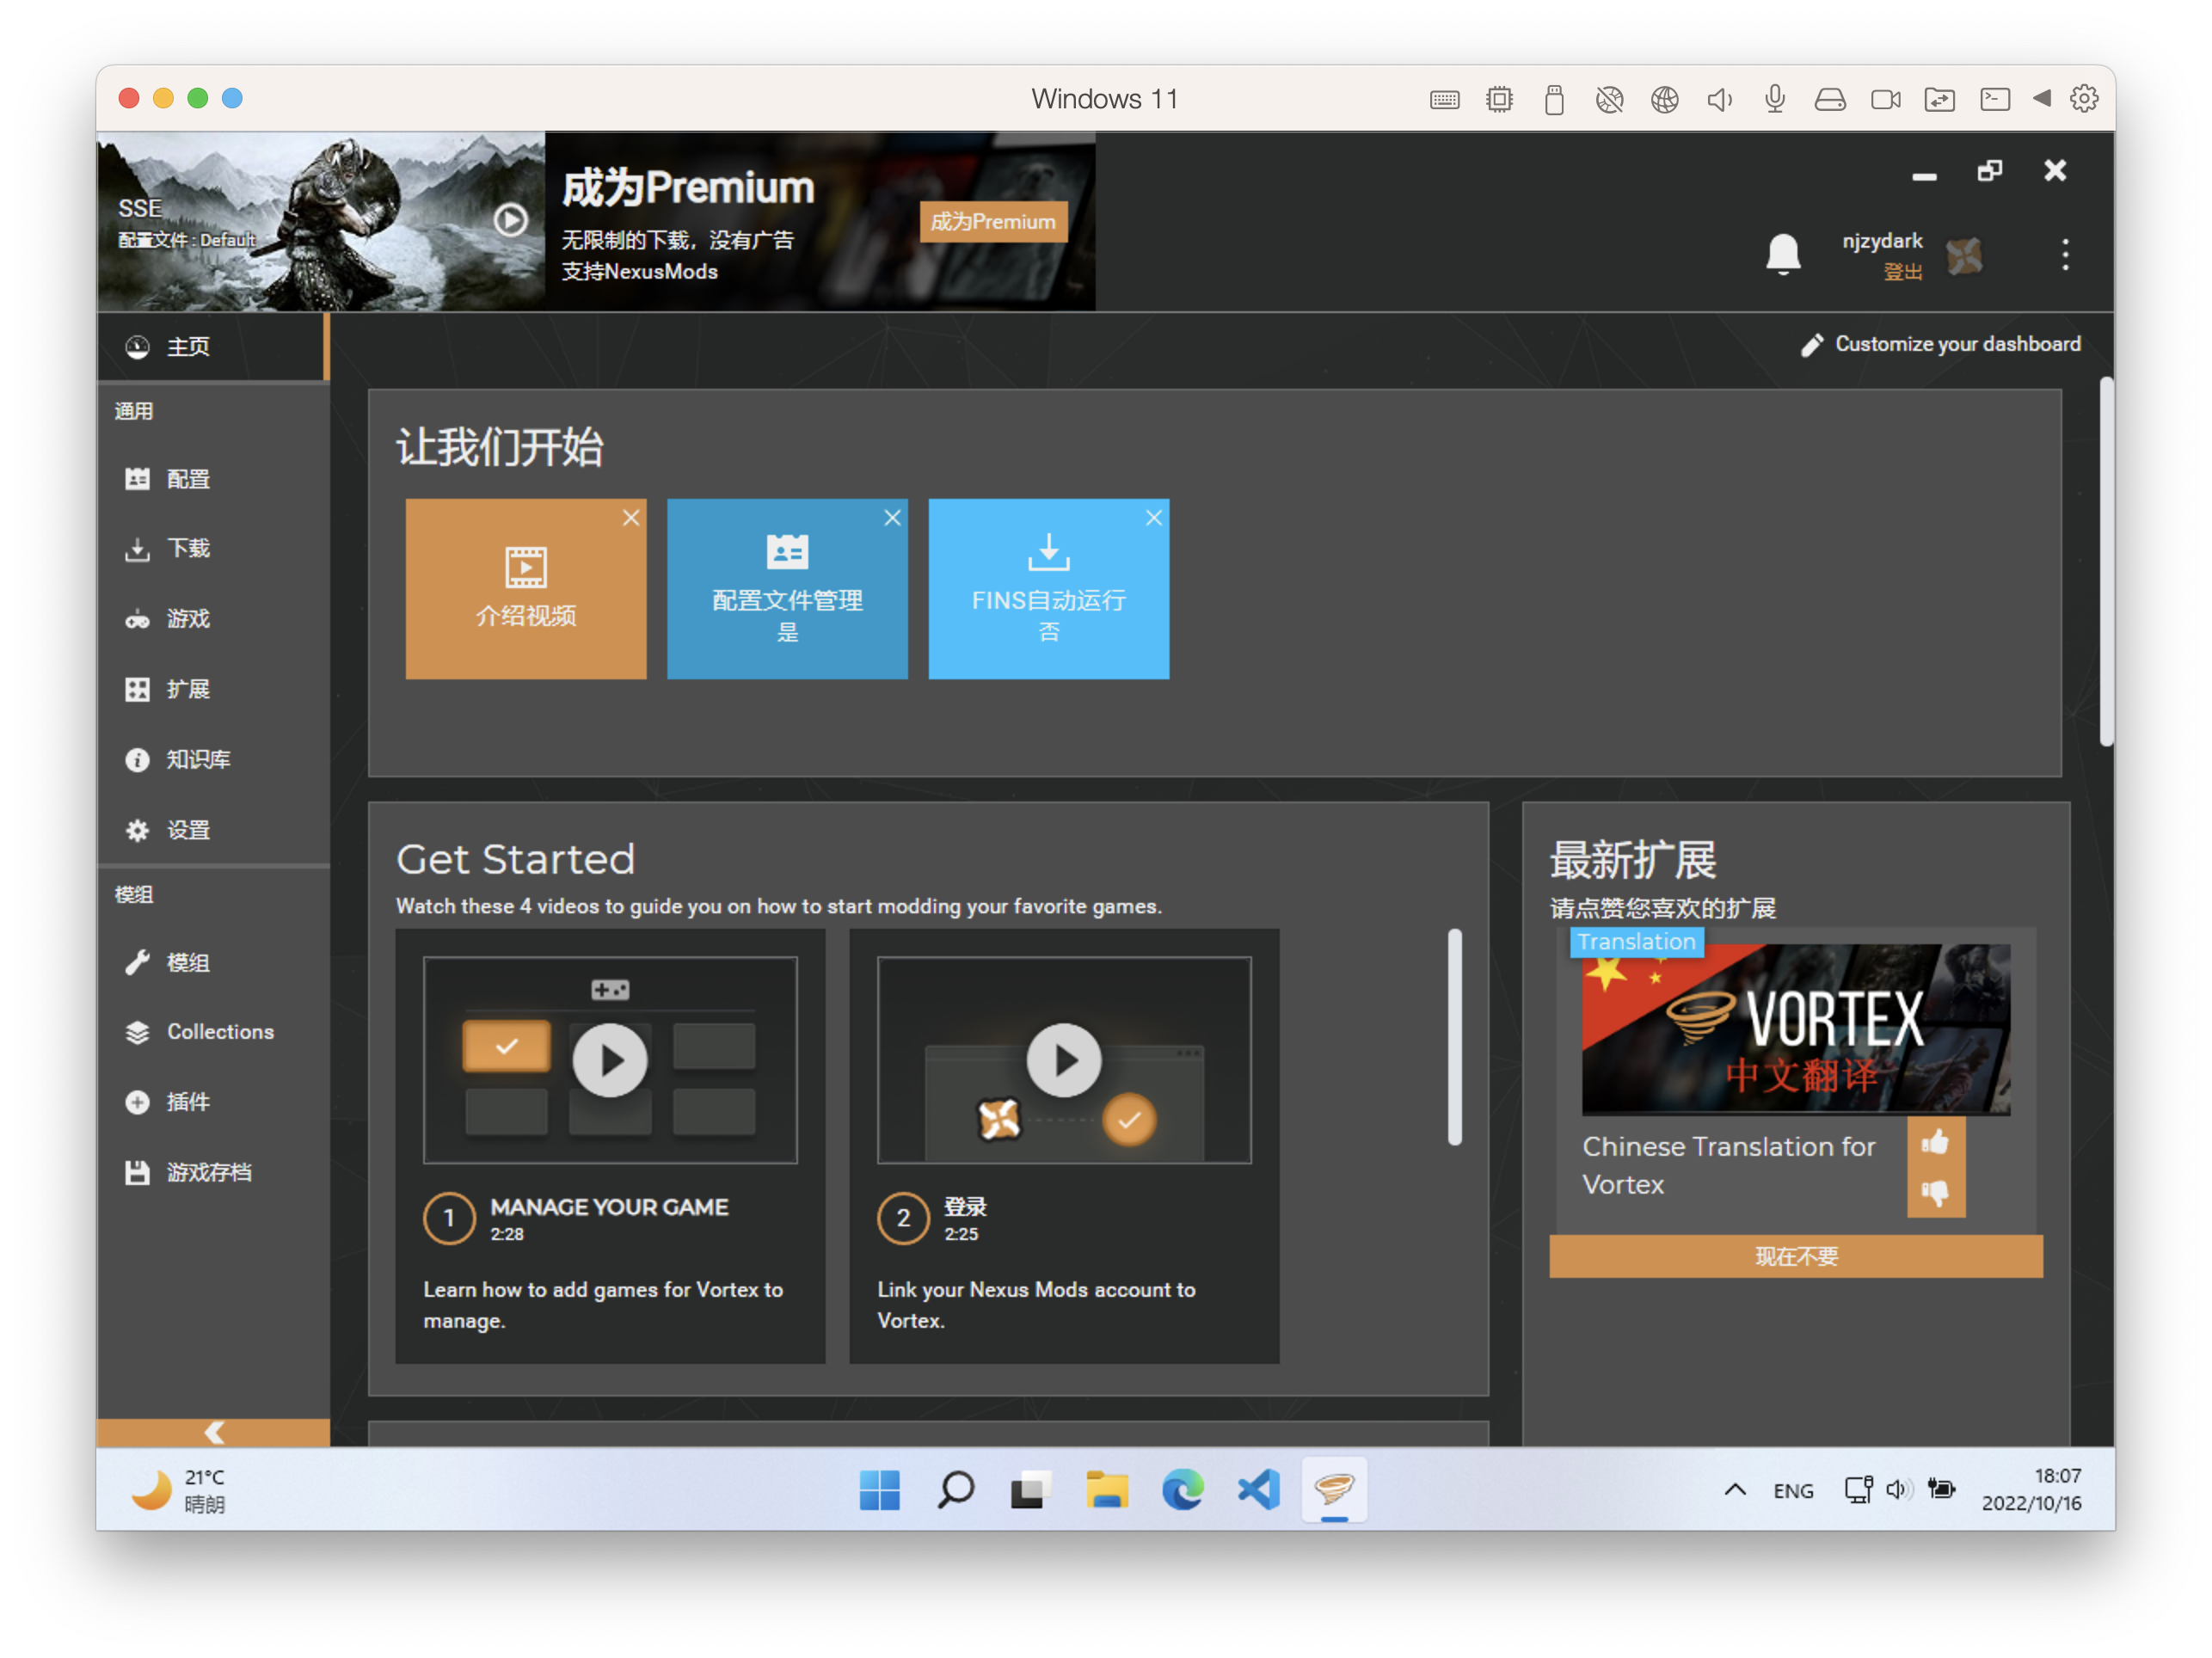 Windows 11
SSE
配置文件 : Default
成为Premium
无限制的下载，没有广告
支持NexusMods
成为Premium
njzydark
登出
主页
Customize your dashboard
通用
配置
下载
游戏
扩展
知识库
设置
模组
模组
Collections
插件
游戏存档
让我们开始
介绍视频
配置文件管理
是
FINS自动运行
否
Get Started
Watch these 4 videos to guide you on how to start modding your favorite games.
1
MANAGE YOUR GAME
2:28
Learn how to add games for Vortex to
manage.
2
登录
2:25
Link your Nexus Mods account to
Vortex.
最新扩展
请点赞您喜欢的扩展
Translation
VORTEX
中文翻译
Chinese Translation for
Vortex
现在不要
21°C
晴朗
ENG
18:07
2022/10/16